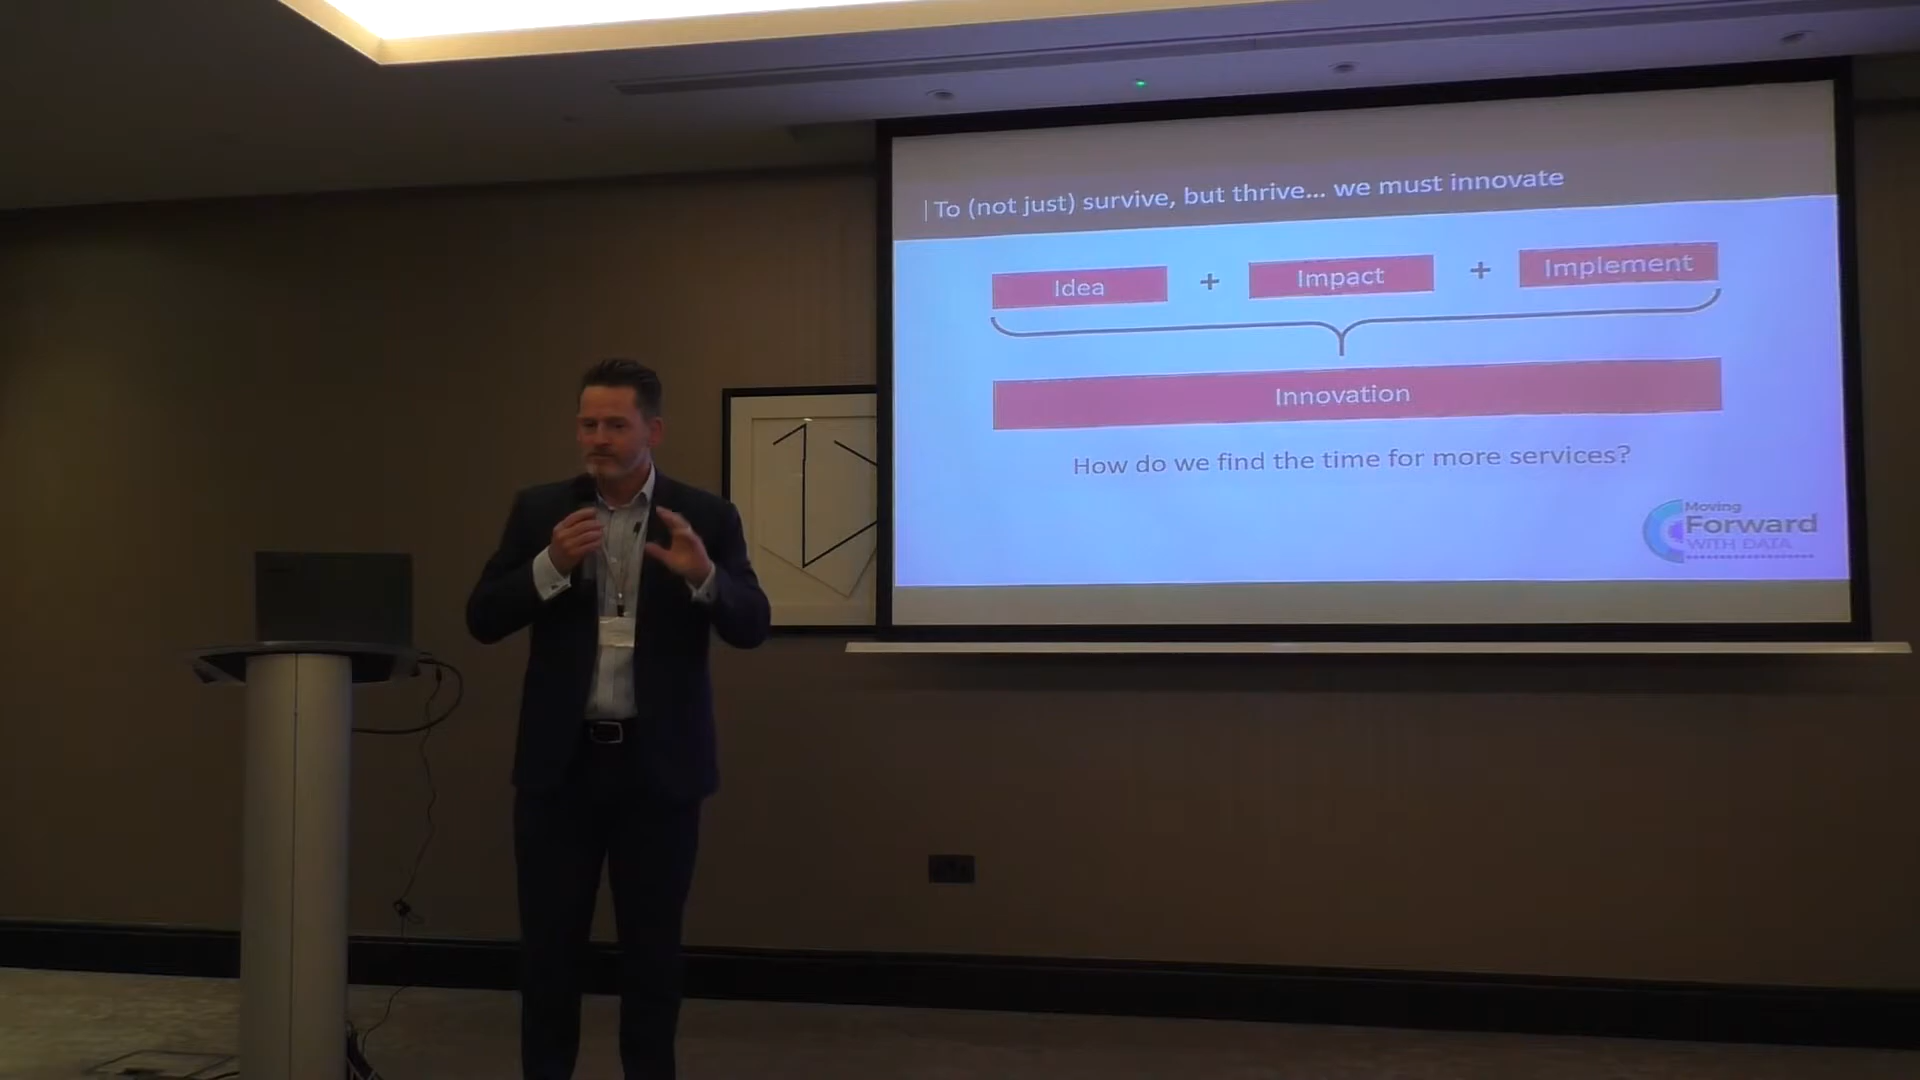 To (not just) survive, but thrive... we must innovate
Idea + Impact + Implement
Innovation
How do we find the time for more services?
Moving
Forward
WITH DATA